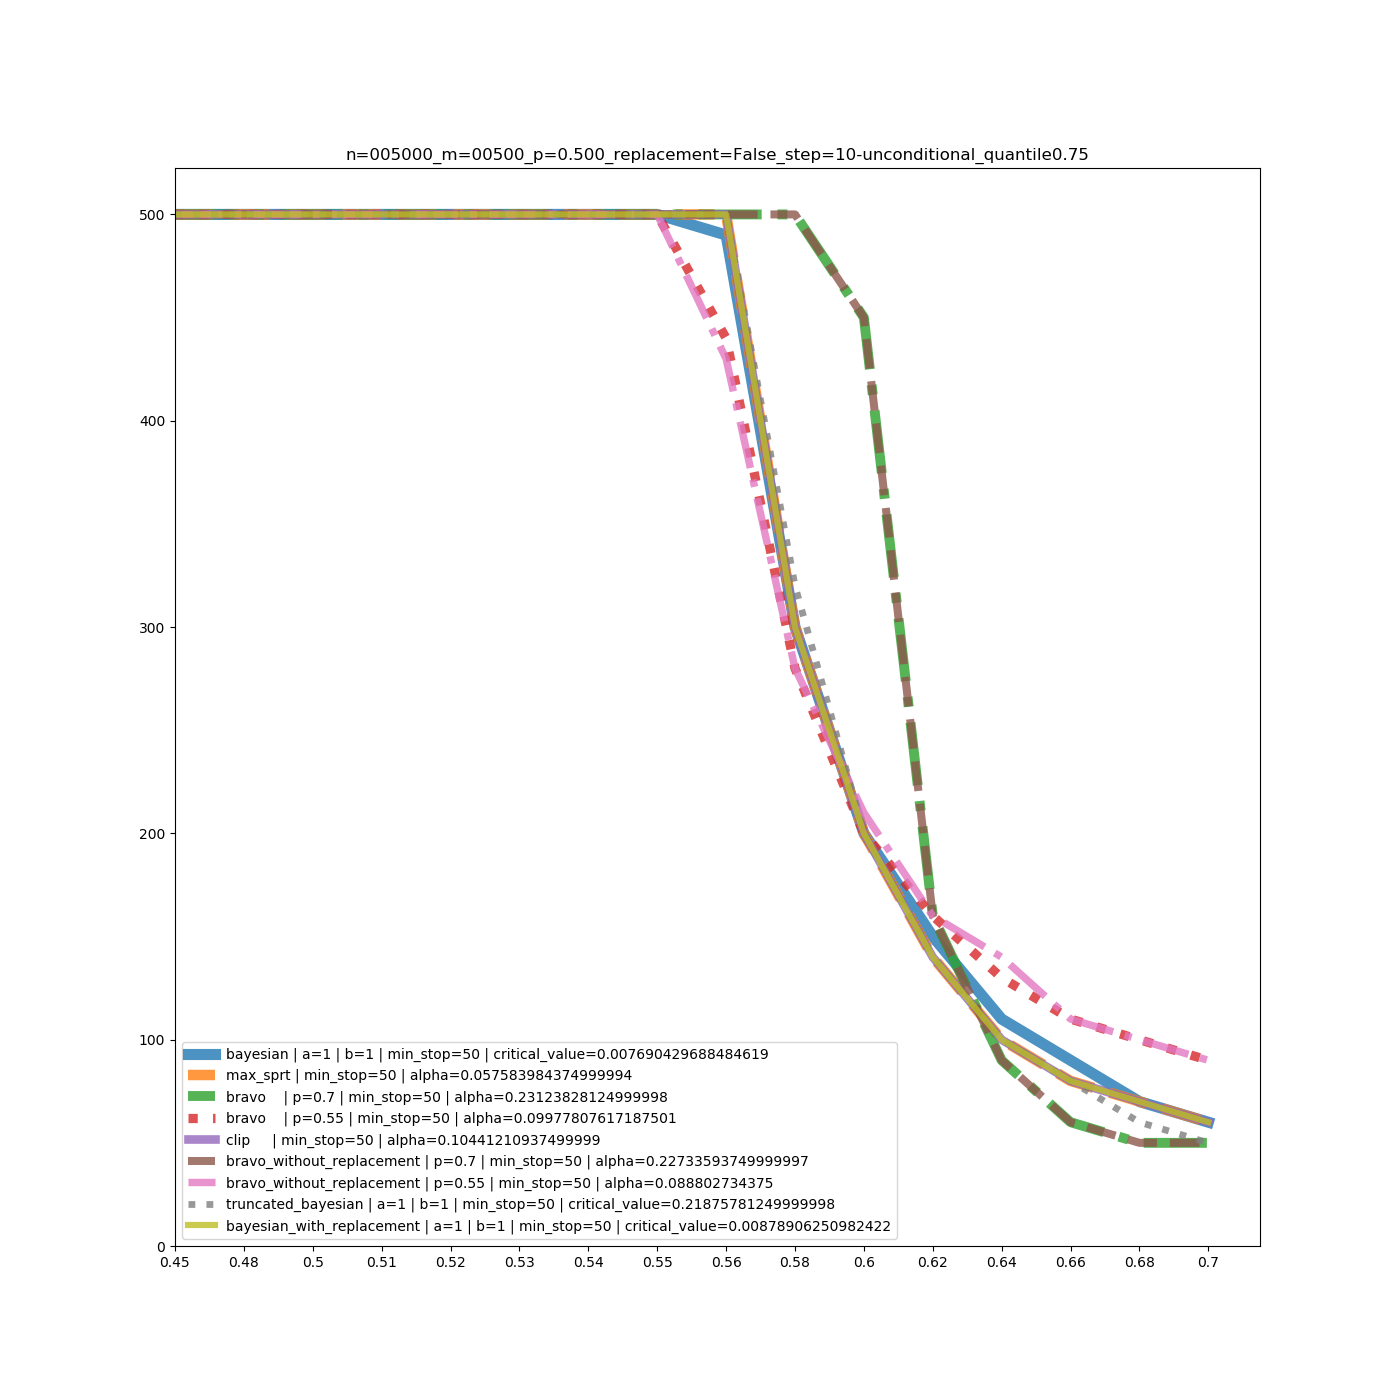 n=005000_m=00500_p=0.500_replacement=False_step=10-unconditional_quantile0.75
500
400
300
200
100
0
bayesian | a=1 | b=1 | min_stop=50 | critical_value=0.007690429688484619
max_sprt | min_stop=50 | alpha=0.057583984374999994
bravo | p=0.7 | min_stop=50 | alpha=0.23123828124999998
bravo | p=0.55 | min_stop=50 | alpha=0.09977807617187501
clip | min_stop=50 | alpha=0.10441210937499999
bravo_without_replacement | p=0.7 | min_stop=50 | alpha=0.22733593749999997
bravo_without_replacement | p=0.55 | min_stop=50 | alpha=0.088802734375
truncated_bayesian | a=1 | b=1 | min_stop=50 | critical_value=0.21875781249999998
bayesian_with_replacement | a=1 | b=1 | min_stop=50 | critical_value=0.00878906250982422
0.45 0.48 0.5 0.51 0.52 0.53 0.54 0.55 0.56 0.58 0.6 0.62 0.64 0.66 0.68 0.7